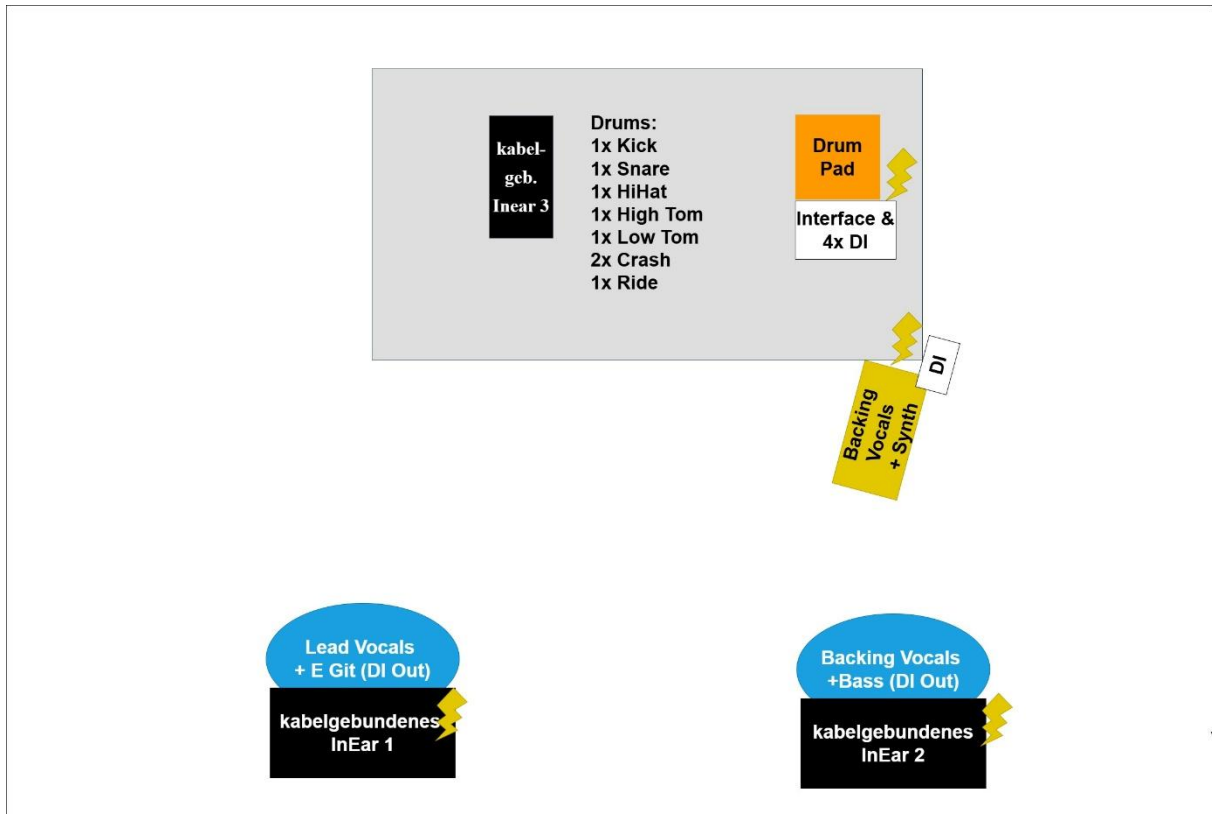 kabel-
geb.
Inear 3
Drums:
1x Kick
1x Snare
1x HiHat
1x High Tom
1x Low Tom
2x Crash
1x Ride
Drum
Pad
Interface &
4x DI
DI
Backing
Vocals
+ Synth
Lead Vocals
+ E Git (DI Out)
kabelgebundenes
InEar 1
Backing Vocals
+Bass (DI Out)
kabelgebundenes
InEar 2